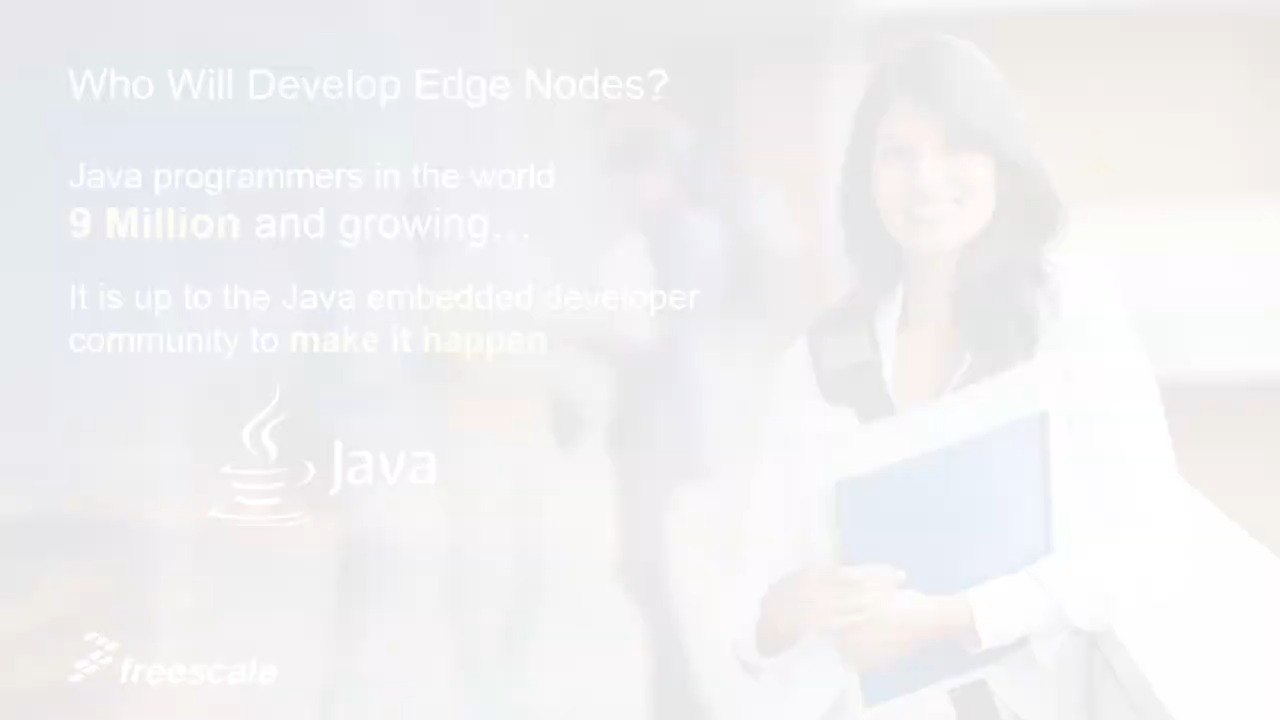 Who Will Develop Edge Nodes?
Java programmers in the world
9 Million and growing...
It is up to the Java embedded developer
community to make it happen
Java
freescale